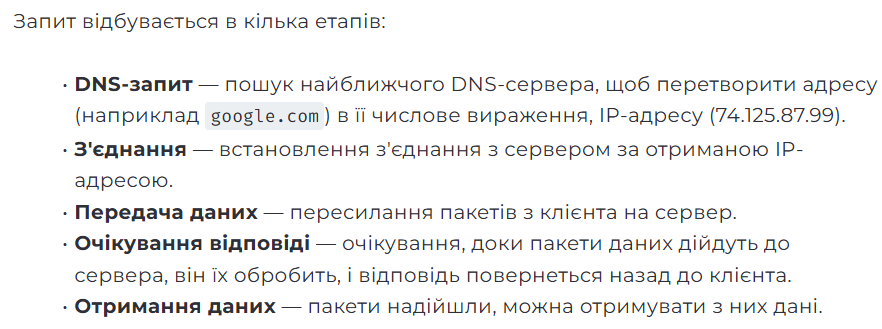 Запит відбувається в кілька етапів:
• DNS-запит — пошук найближчого DNS-сервера, щоб перетворити адресу
(наприклад google.com) в її числове вираження, IP-адресу (74.125.87.99).
• З'єднання — встановлення з'єднання з сервером за отриманою IP-
адресою.
• Передача даних — пересилання пакетів з клієнта на сервер.
• Очікування відповіді — очікування, доки пакети даних дійдуть до
сервера, він їх обробить, і відповідь повернеться назад до клієнта.
• Отримання даних — пакети надійшли, можна отримувати з них дані.